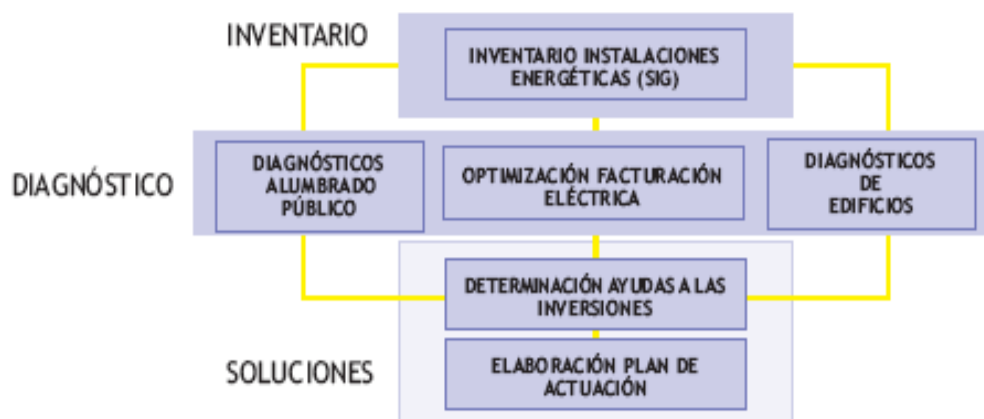 INVENTARIO
INVENTARIO INSTALACIONES
ENERGÉTICAS (SIG)
DIAGNÓSTICO
DIAGNÓSTICOS
ALUMBRADO
PÚBLICO
OPTIMIZACIÓN FACTURACIÓN
ELÉCTRICA
DIAGNÓSTICOS
DE
EDIFICIOS
DETERMINACIÓN AYUDAS A LAS
INVERSIONES
SOLUCIONES
ELABORACIÓN PLAN DE
ACTUACIÓN